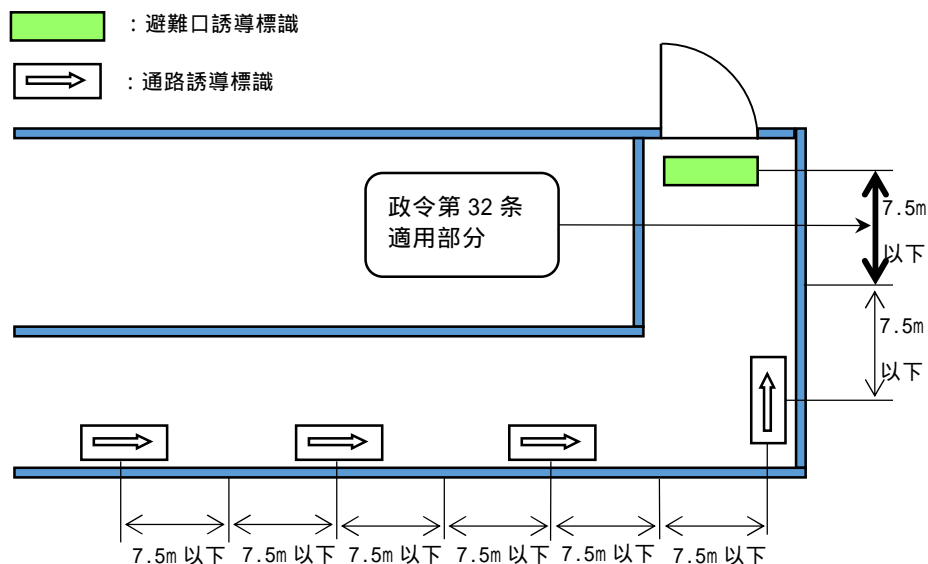 ：避難口誘導標識
：通路誘導標識
政令第 32 条
適用部分
7.5m
以下
7.5m
以下
7.5m 以下
7.5m 以下
7.5m 以下
7.5m 以下
7.5m 以下
7.5m 以下